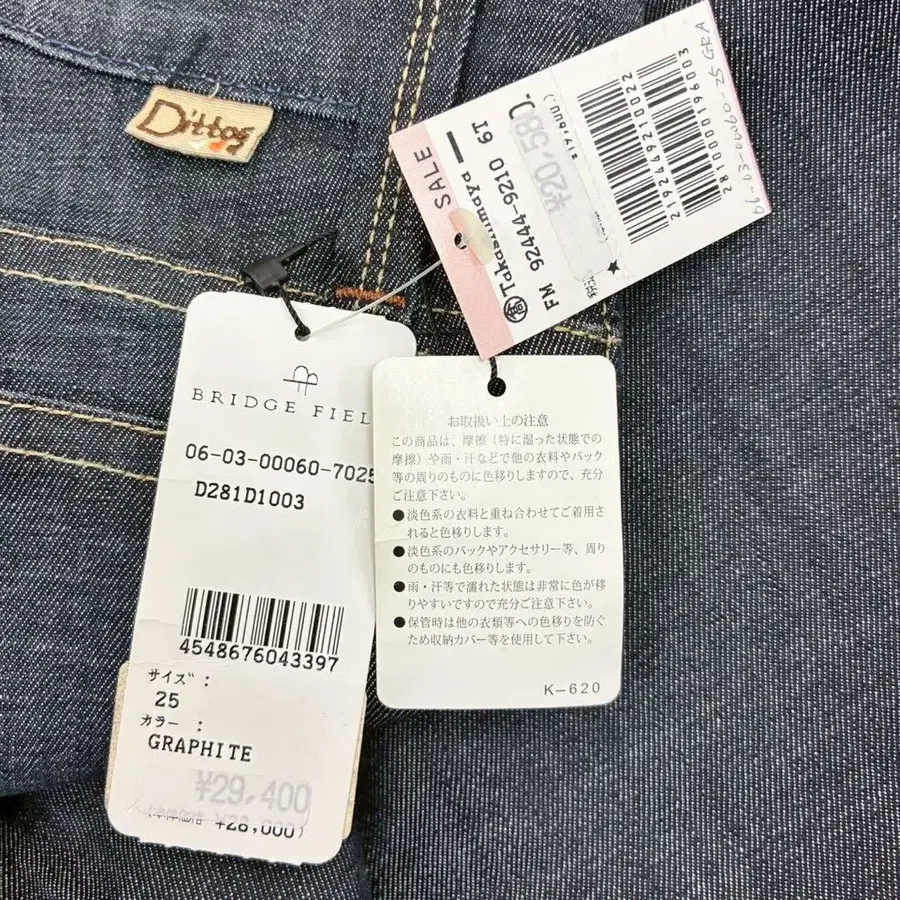 Dittos
SALE
Takashimaya
FM 92444-9210 6T
¥20,580
2192449210022
2810000196003
BRIDGE FIEL
06-03-00060-7025
D281D1003
4548676043397
サイズ :
25
カラー :
GRAPHITE
¥29,400
(本体価格 ¥28,000)
お取扱い上の注意
この商品は、摩擦（特に湿った状態での
摩擦）や雨・汗などで他の衣料やバック
等の周りのものに色移りしますので、充分
ご注意下さい。
●淡色系の衣料と重ね合わせてご着用さ
れると色移りします。
●淡色系のバックやアクセサリー等、周り
のものにも色移りします。
●雨・汗等で濡れた状態は非常に色が移
りやすいですので充分ご注意下さい。
●保管時は他の衣類等への色移りを防ぐ
ため収納カバー等を使用して下さい。
K-620